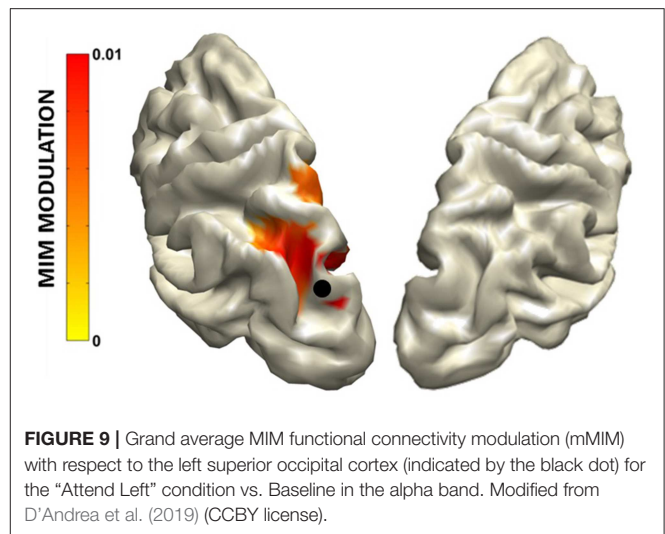 0.01
MIM MODULATION
0
FIGURE 9 | Grand average MIM functional connectivity modulation (mMIM)
with respect to the left superior occipital cortex (indicated by the black dot) for
the “Attend Left” condition vs. Baseline in the alpha band. Modified from
D’Andrea et al. (2019) (CCBY license).